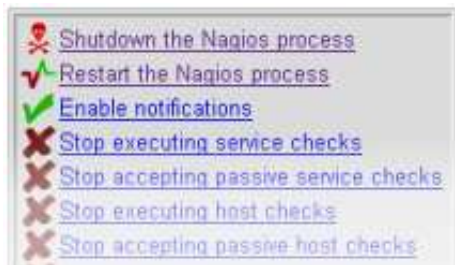 Shutdown the Nagios process
Restart the Nagios process
Enable notifications
Stop executing service checks
Stop accepting passive service checks
Stop executing host checks
Stop accepting passive host checks